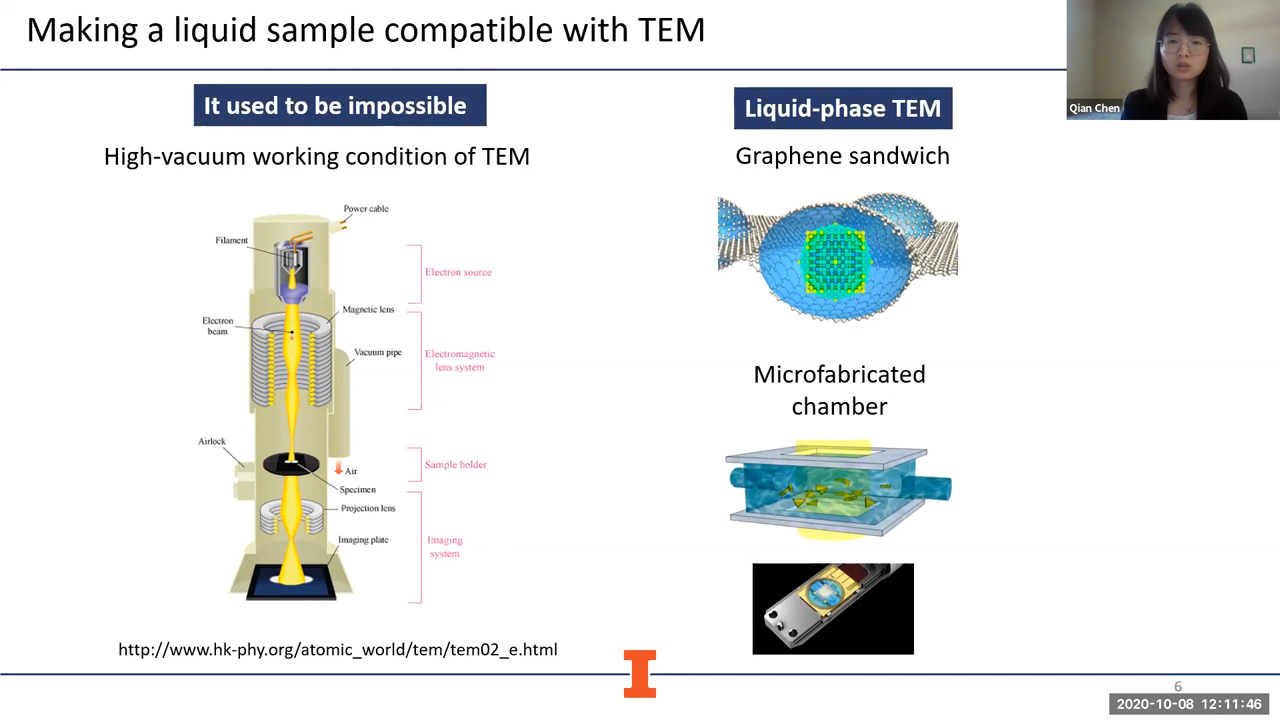 Making a liquid sample compatible with TEM
Qian Chen
It used to be impossible
High-vacuum working condition of TEM
Power cable
Filament
Electron source
Magnetic lens
Electron
beam
Vacuum pipe
Electromagnetic
lens system
Airlock
Air
Sample holder
Specimen
Projection lens
Imaging plate
Imaging
system
http://www.hk-phy.org/atomic_world/tem/tem02_e.html
Liquid-phase TEM
Graphene sandwich
Microfabricated
chamber
I
6
2020-10-08 12:11:46